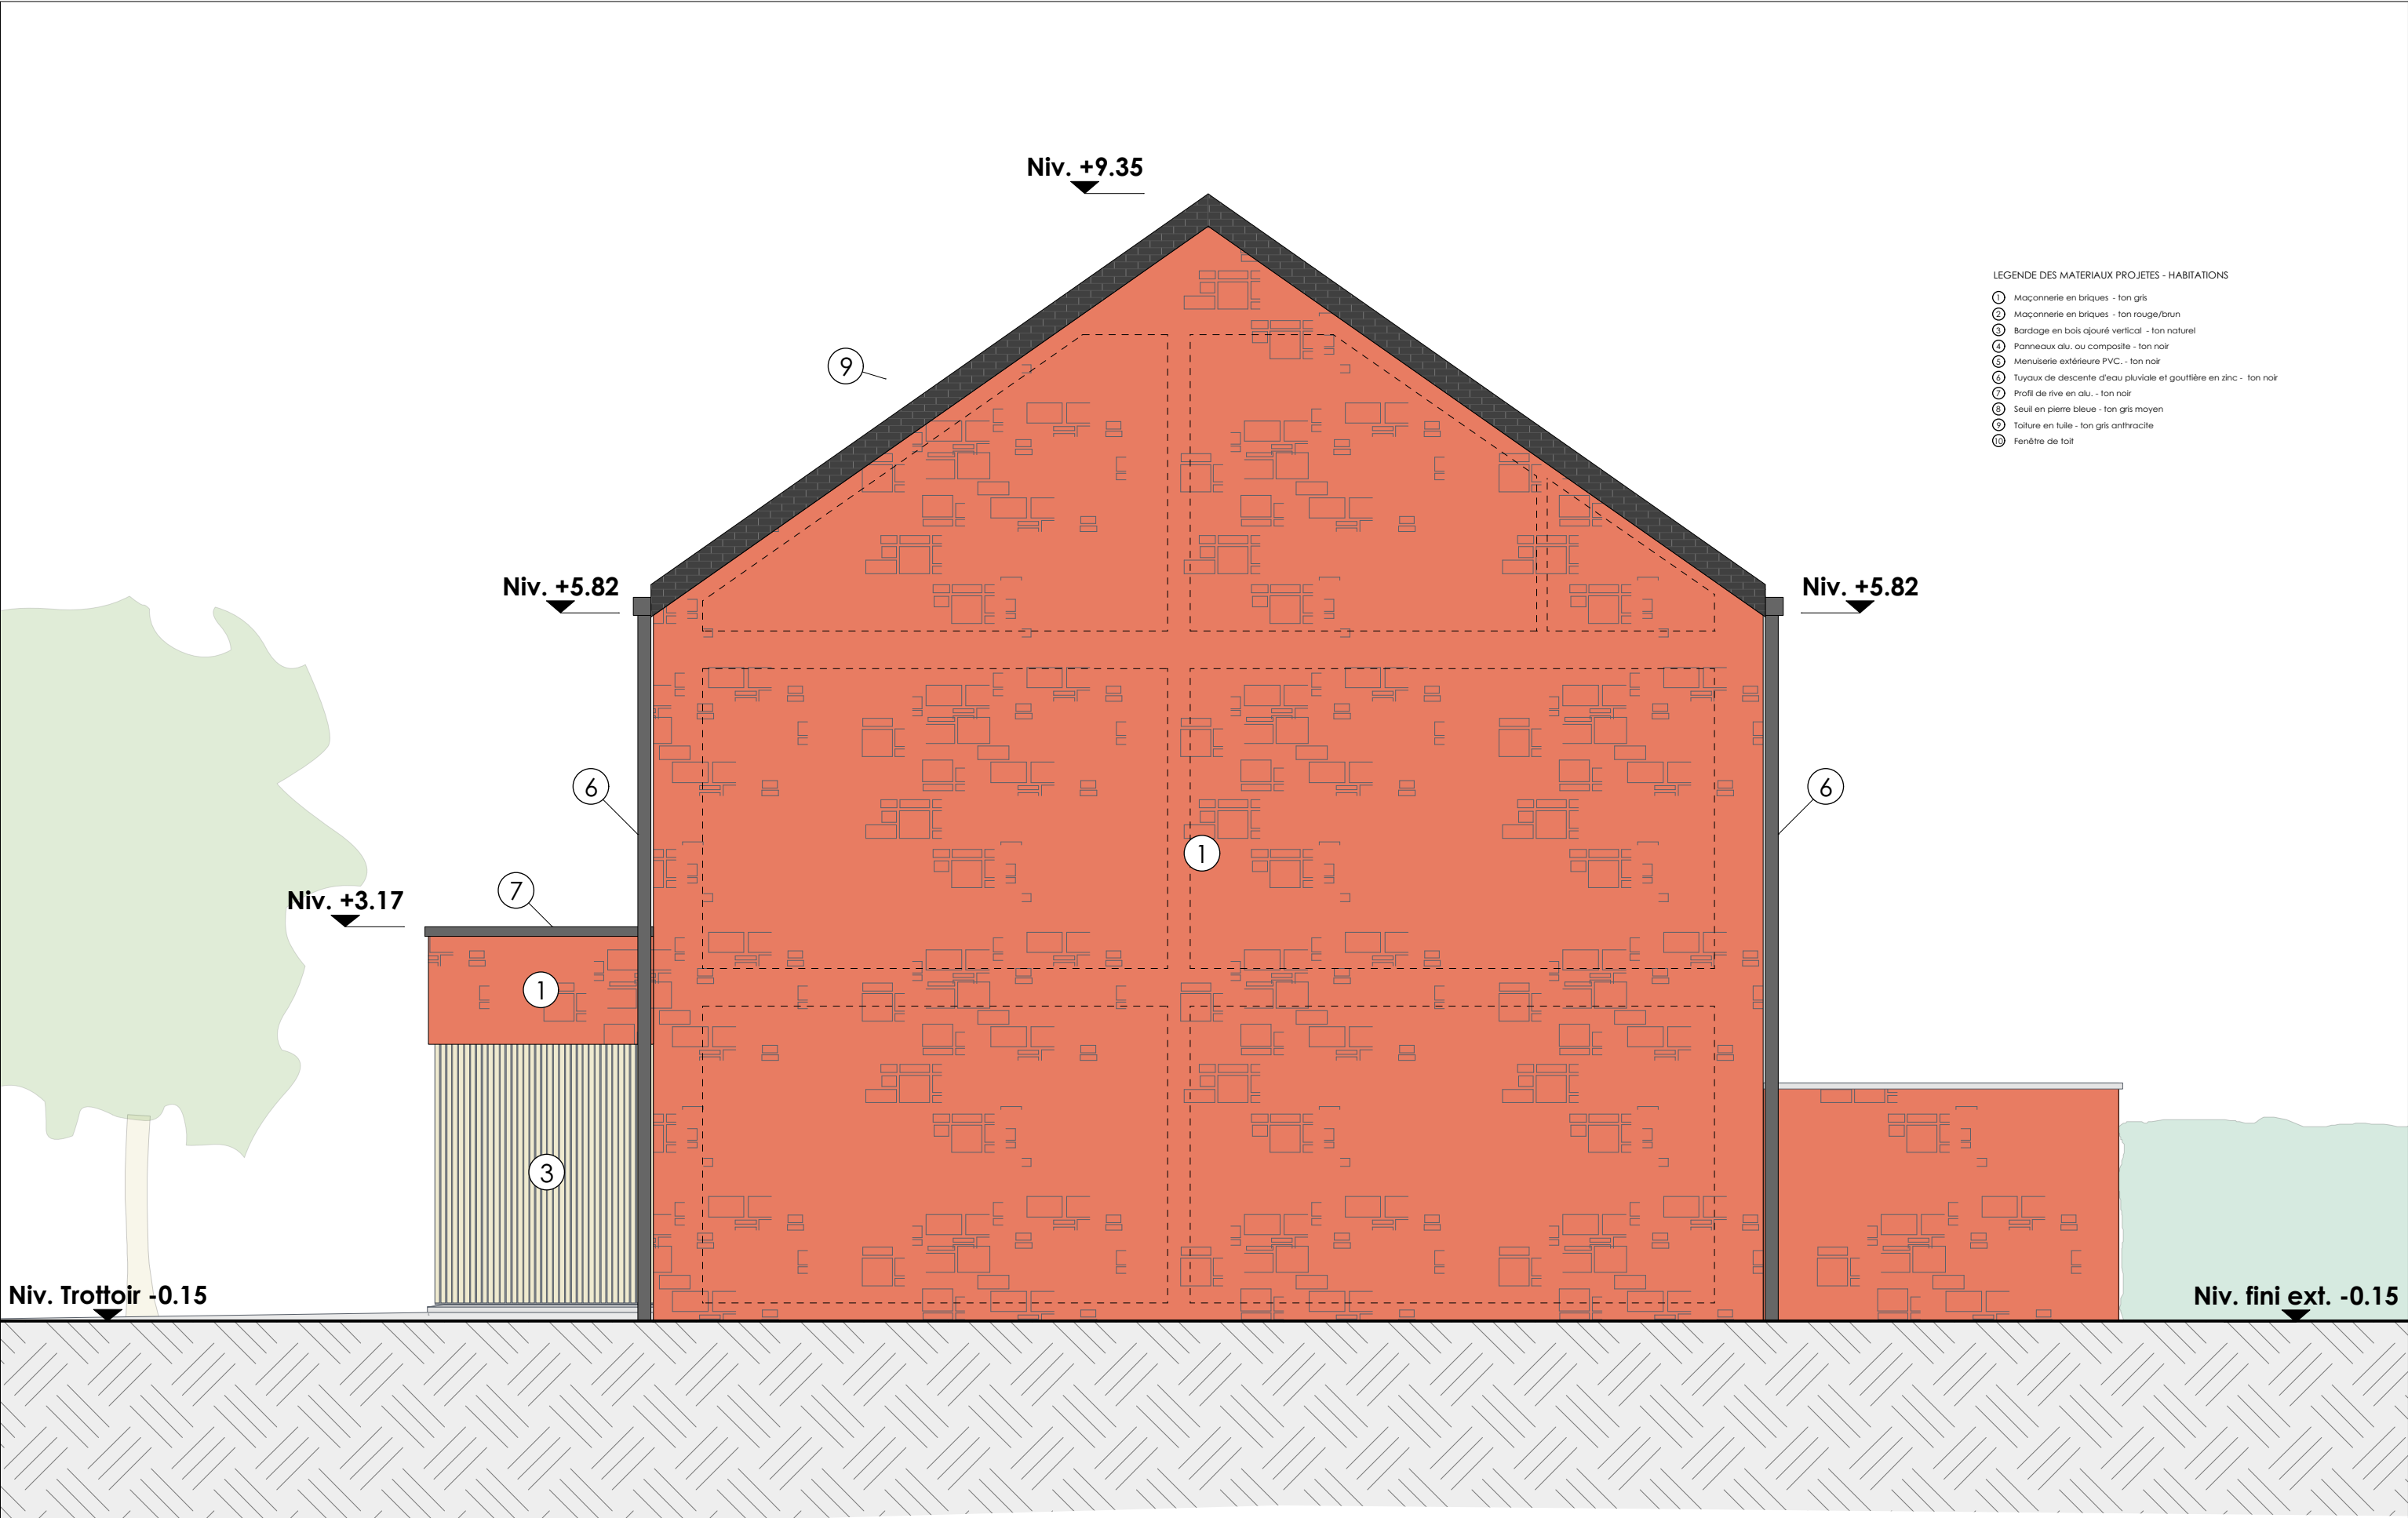 Niv. +9.35
LEGENDE DES MATERIAUX PROJETES - HABITATIONS
1 Maçonnerie en briques - ton gris
2 Maçonnerie en briques - ton rouge/brun
3 Bardage en bois ajouré vertical - ton naturel
4 Panneaux alu. ou composite - ton noir
5 Menuiserie extérieure PVC. - ton noir
6 Tuyaux de descente d'eau pluviale et gouttière en zinc - ton noir
7 Profil de rive en alu. - ton noir
8 Seuil en pierre bleue - ton gris moyen
9 Toiture en tuile - ton gris anthracite
10 Fenêtre de toit
9
Niv. +5.82
Niv. +5.82
6
6
1
7
Niv. +3.17
1
3
Niv. Trottoir -0.15
Niv. fini ext. -0.15